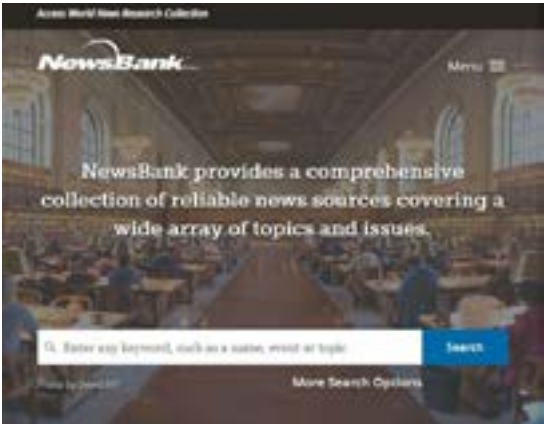 Access World News Research Collection
NewsBank
Menu
NewsBank provides a comprehensive
collection of reliable news sources covering a
wide array of topics and issues.
Enter any keyword, such as a name, event or topic
Search
More Search Options